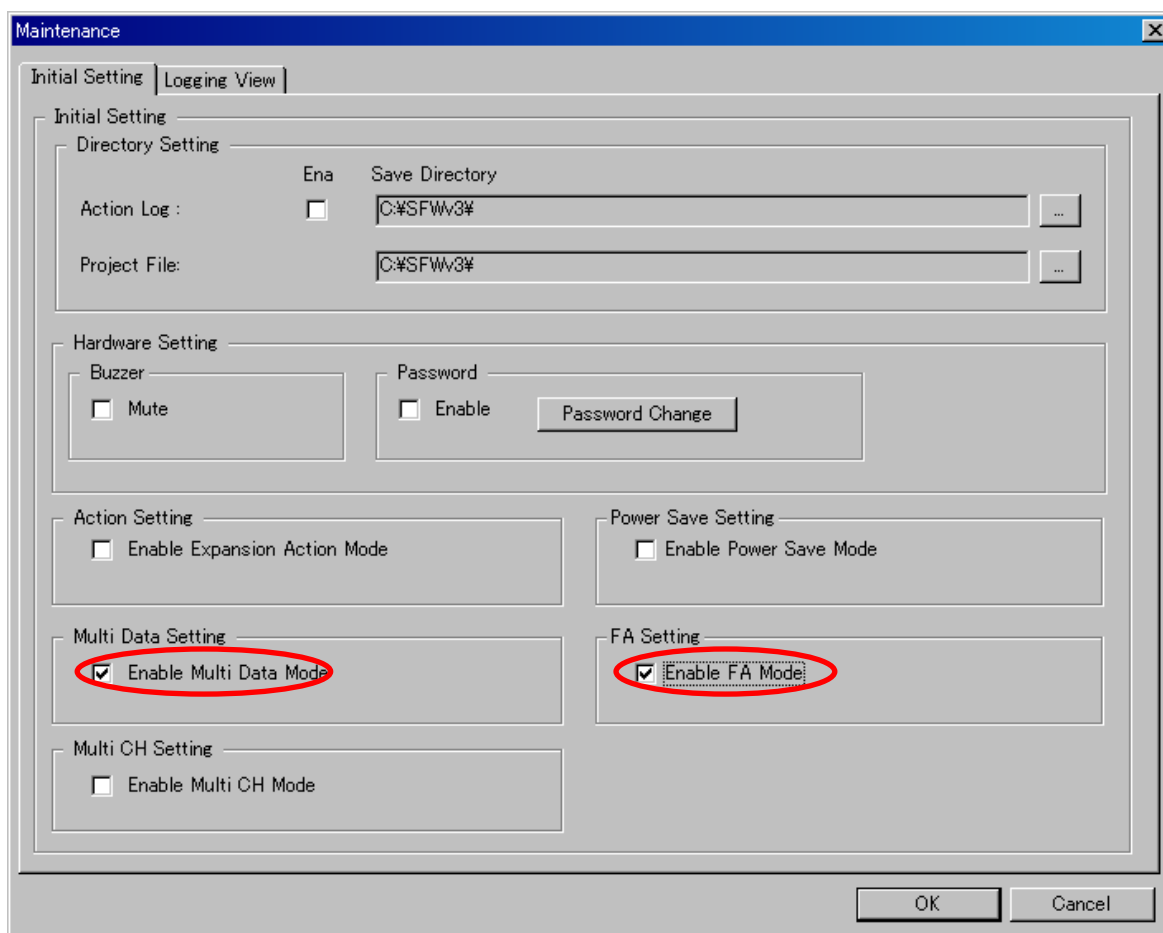 Maintenance
Initial Setting Logging View
Initial Setting
Directory Setting
Ena Save Directory
Action Log : C:¥SFWv3¥ ...
Project File: C:¥SFWv3¥ ...
Hardware Setting
Buzzer Password
Mute Enable Password Change
Action Setting Power Save Setting
Enable Expansion Action Mode Enable Power Save Mode
Multi Data Setting FA Setting
Enable Multi Data Mode Enable FA Mode
Multi CH Setting
Enable Multi CH Mode
OK Cancel